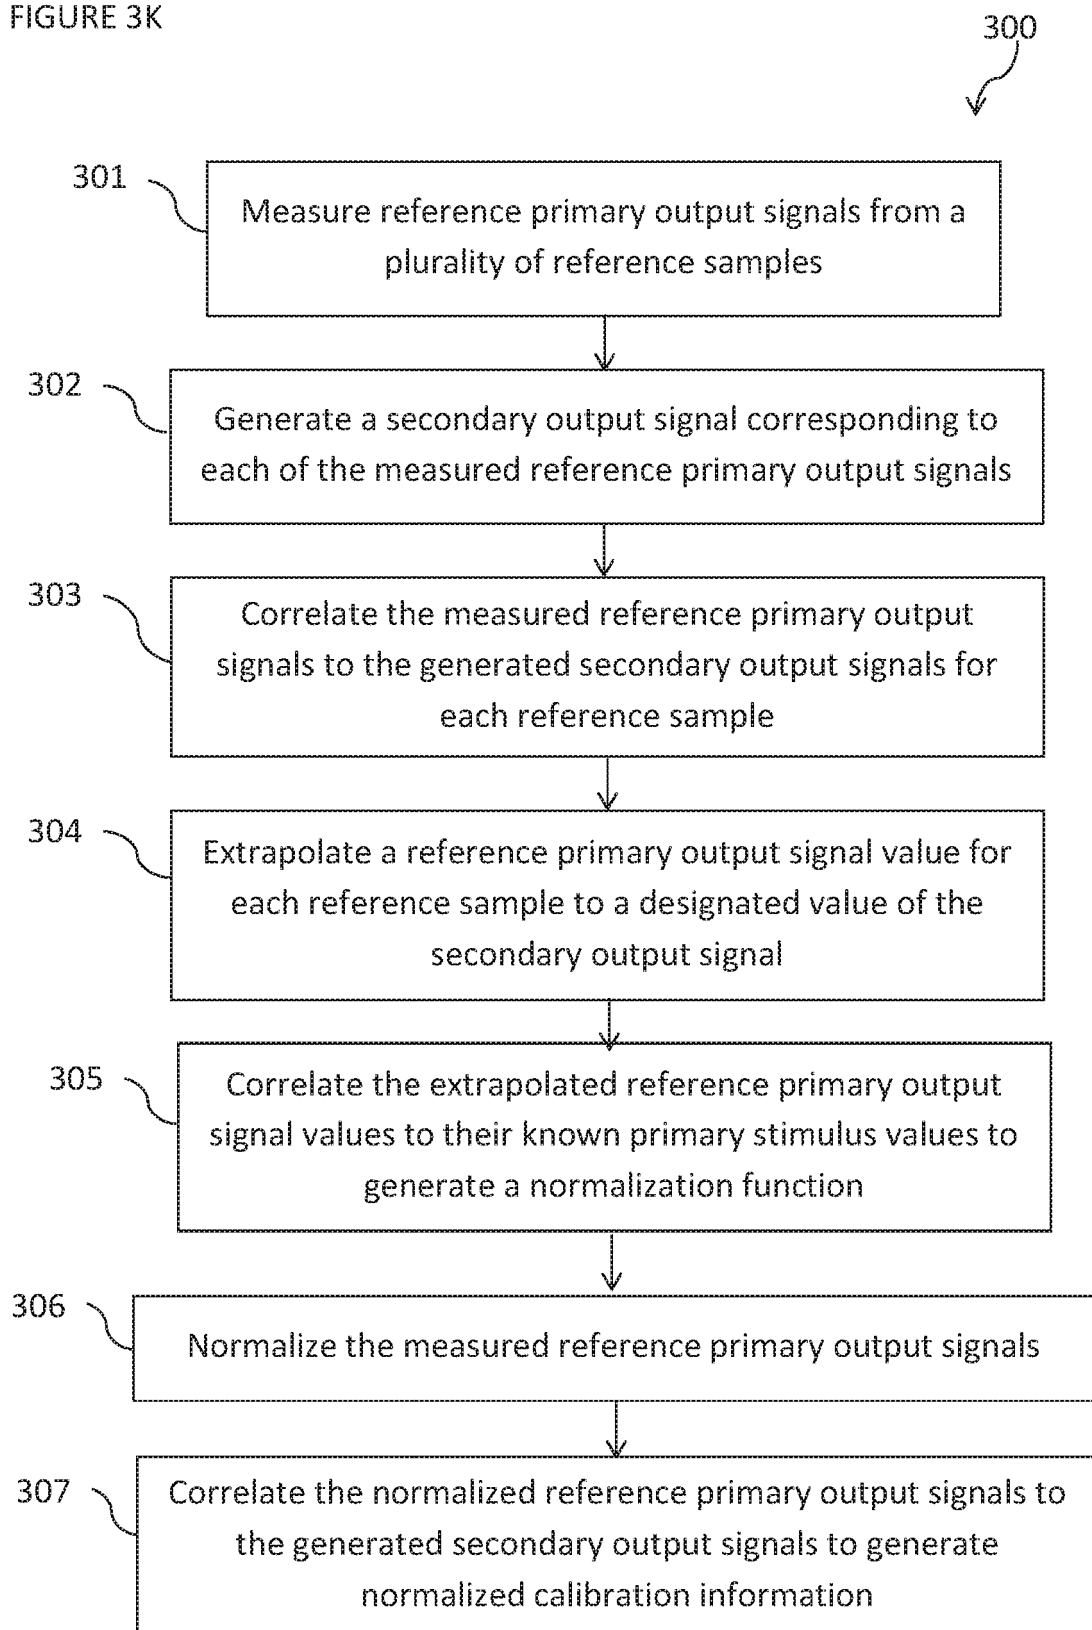 FIGURE 3K
300
301
Measure reference primary output signals from a
plurality of reference samples
302
Generate a secondary output signal corresponding to
each of the measured reference primary output signals
303
Correlate the measured reference primary output
signals to the generated secondary output signals for
each reference sample
304
Extrapolate a reference primary output signal value for
each reference sample to a designated value of the
secondary output signal
305
Correlate the extrapolated reference primary output
signal values to their known primary stimulus values to
generate a normalization function
306
Normalize the measured reference primary output signals
307
Correlate the normalized reference primary output signals to
the generated secondary output signals to generate
normalized calibration information